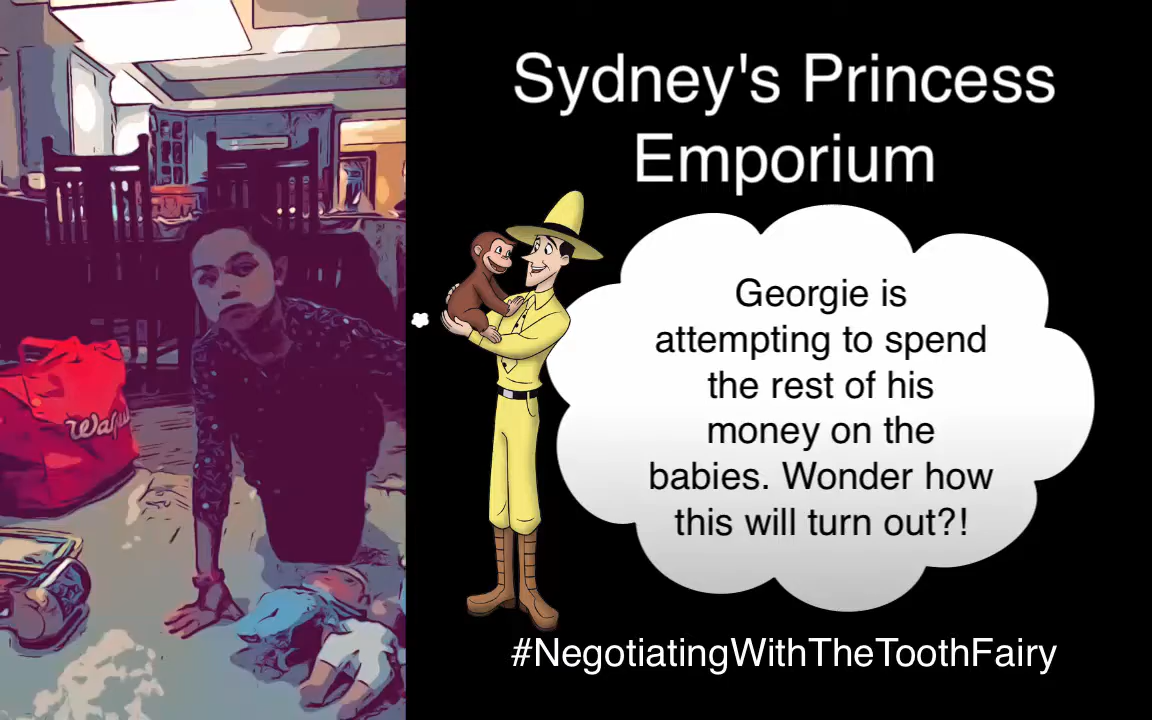 Sydney's Princess
Emporium
Georgie is
attempting to spend
the rest of his
money on the
babies. Wonder how
this will turn out?!
#NegotiatingWithTheToothFairy